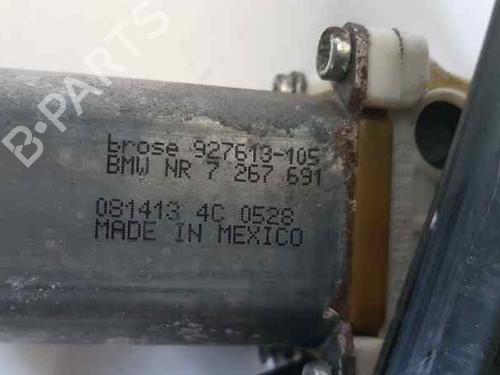 B-PARTS
brose 927613-105
BMW NR 7 267 691
081413 4C 0528
MADE IN MEXICO